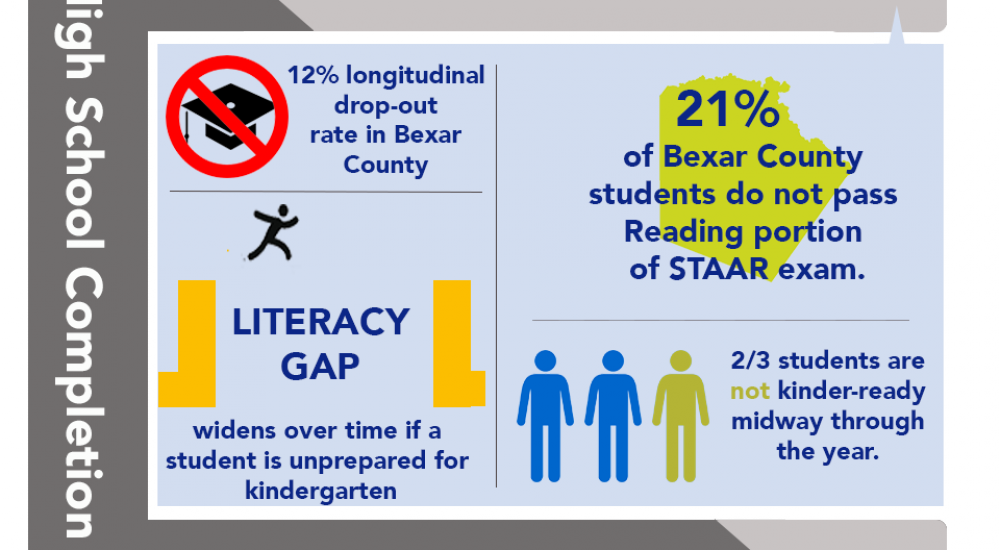 School Completion
12% longitudinal
drop-out
rate in Bexar
County
LITERACY
GAP
widens over time if a
student is unprepared for
kindergarten
21%
of Bexar County
students do not pass
Reading portion
of STAAR exam.
2/3 students are
not kinder-ready
midway through
the year.